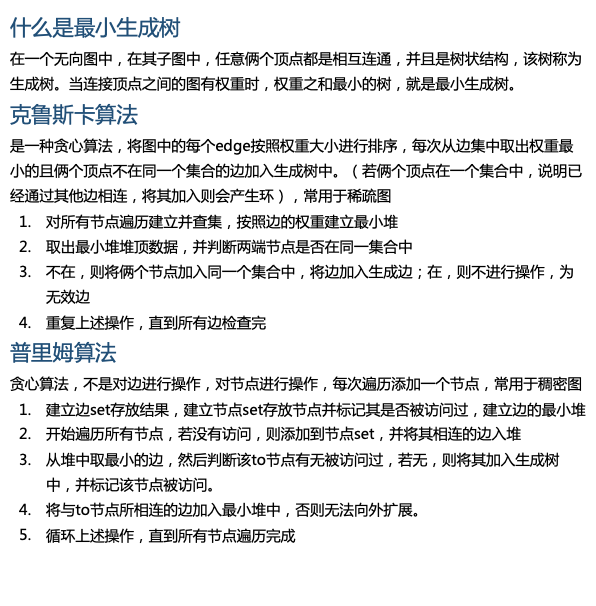 什么是最小生成树
在一个无向图中，在其子图中，任意俩个顶点都是相互连通，并且是树状结构，该树称为
生成树。当连接顶点之间的图有权重时，权重之和最小的树，就是最小生成树。
克鲁斯卡算法
是一种贪心算法，将图中的每个edge按照权重大小进行排序，每次从边集中取出权重最
小的且俩个顶点不在同一个集合的边加入生成树中。（若俩个顶点在一个集合中，说明已
经通过其他边相连，将其加入则会产生环），常用于稀疏图
1. 对所有节点遍历建立并查集，按照边的权重建立最小堆
2. 取出最小堆堆顶数据，并判断两端节点是否在同一集合中
3. 不在，则将俩个节点加入同一个集合中，将边加入生成边；在，则不进行操作，为
无效边
4. 重复上述操作，直到所有边检查完
普里姆算法
贪心算法，不是对边进行操作，对节点进行操作，每次遍历添加一个节点，常用于稠密图
1. 建立边set存放结果，建立节点set存放节点并标记其是否被访问过，建立边的最小堆
2. 开始遍历所有节点，若没有访问，则添加到节点set，并将其相连的边入堆
3. 从堆中取最小的边，然后判断该to节点有无被访问过，若无，则将其加入生成树
中，并标记该节点被访问。
4. 将与to节点所相连的边加入最小堆中，否则无法向外扩展。
5. 循环上述操作，直到所有节点遍历完成